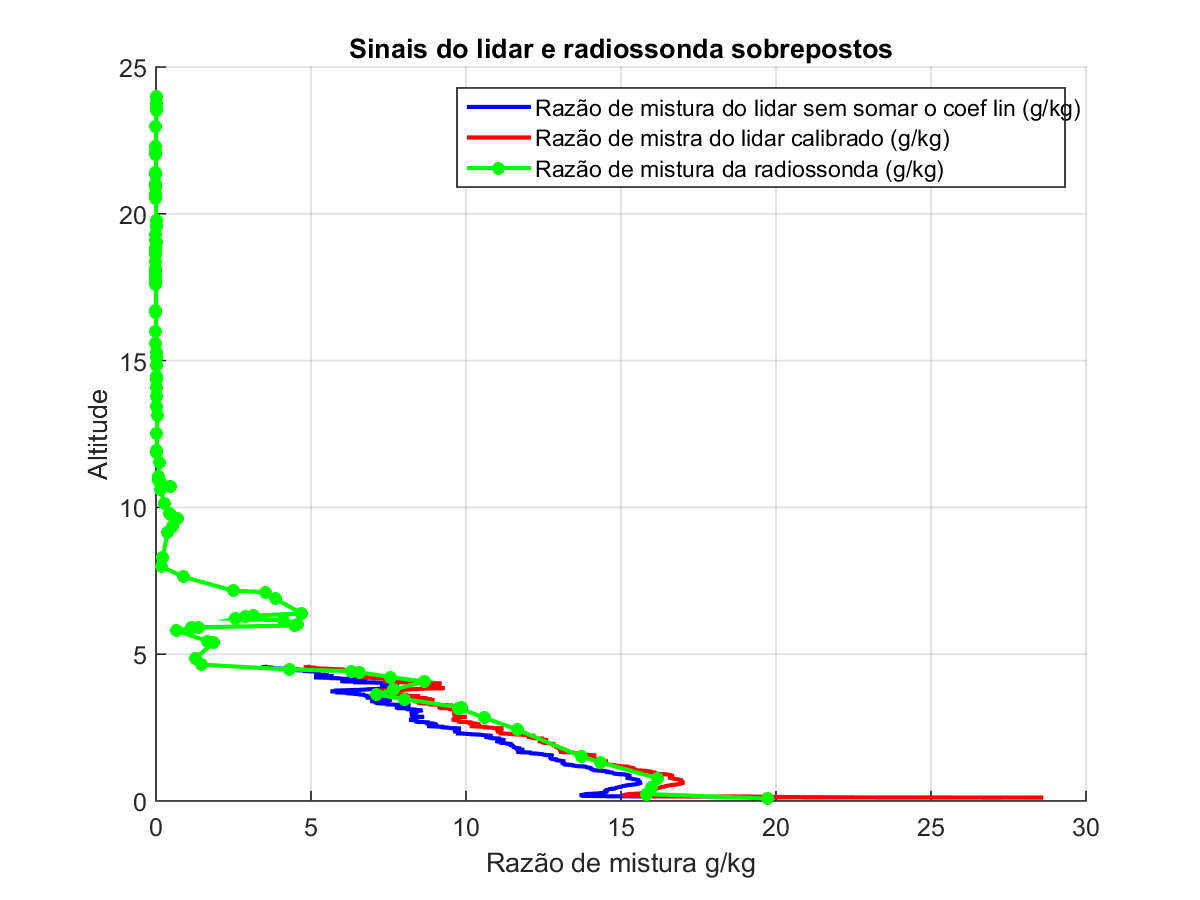 Sinais do lidar e radiossonda sobrepostos
25
20
15
10
5
0
Altitude
Razão de mistura do lidar sem somar o coef lin (g/kg)
Razão de mistra do lidar calibrado (g/kg)
Razão de mistura da radiossonda (g/kg)
0 5 10 15 20 25 30
Razão de mistura g/kg